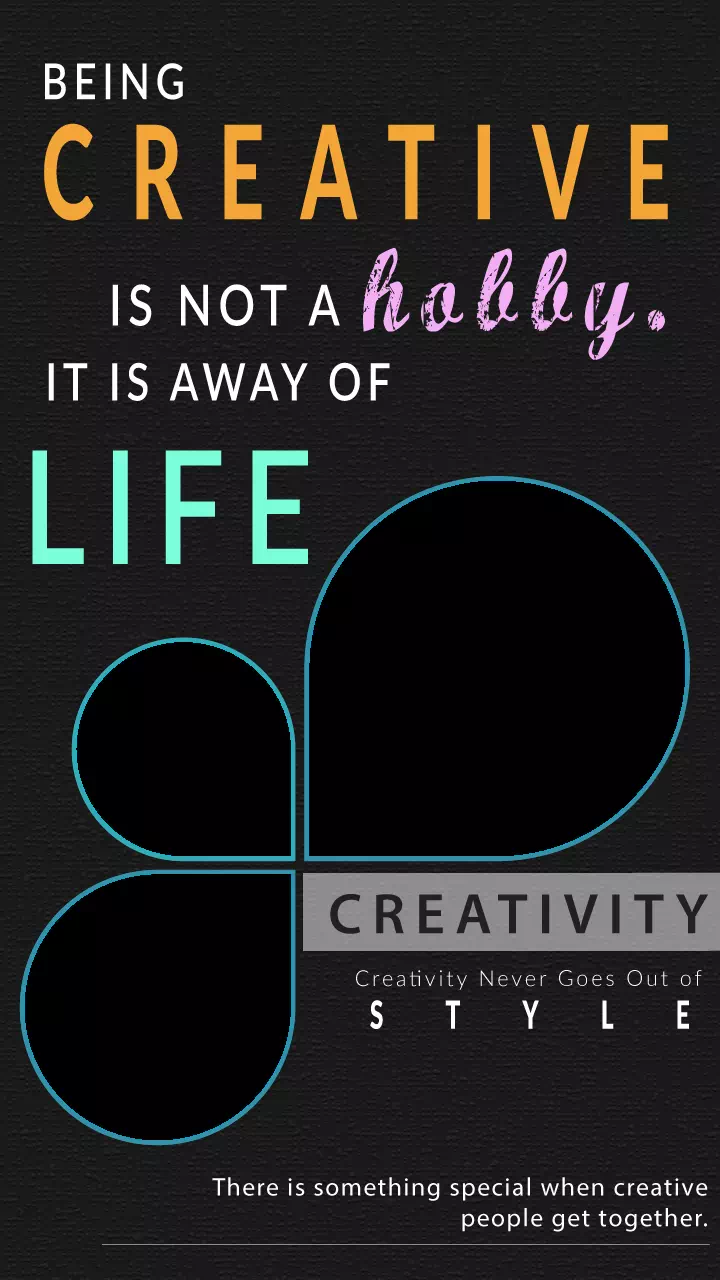 BEING
CREATIVE
IS NOT A hobby.
IT IS AWAY OF
LIFE
CREATIVITY
Creativity Never Goes Out of
STYLE
There is something special when creative
people get together.